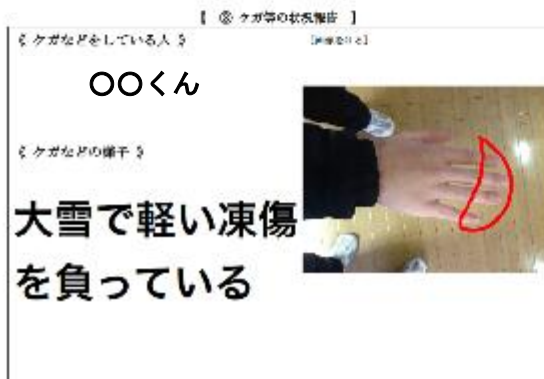 【 ③ ケガ等の状況報告 】
《 ケガなどをしている人 》
〇〇くん
《 ケガなどの様子 》
大雪で軽い凍傷
を負っている